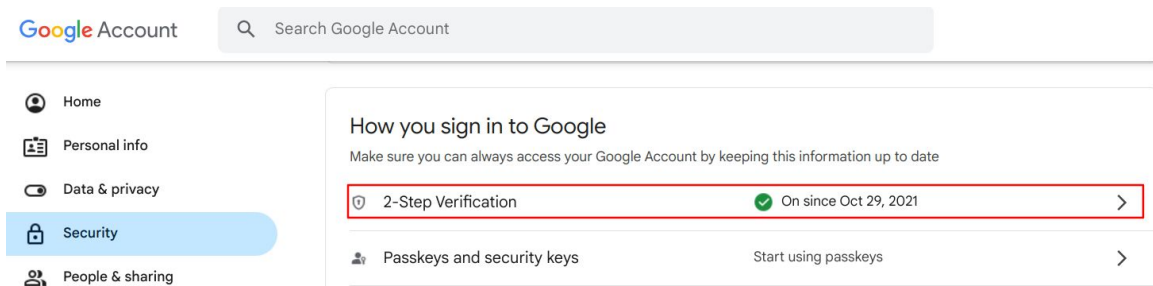 Google Account
Search Google Account
Home
Personal info
Data & privacy
Security
People & sharing
How you sign in to Google
Make sure you can always access your Google Account by keeping this information up to date
2-Step Verification On since Oct 29, 2021
Passkeys and security keys Start using passkeys